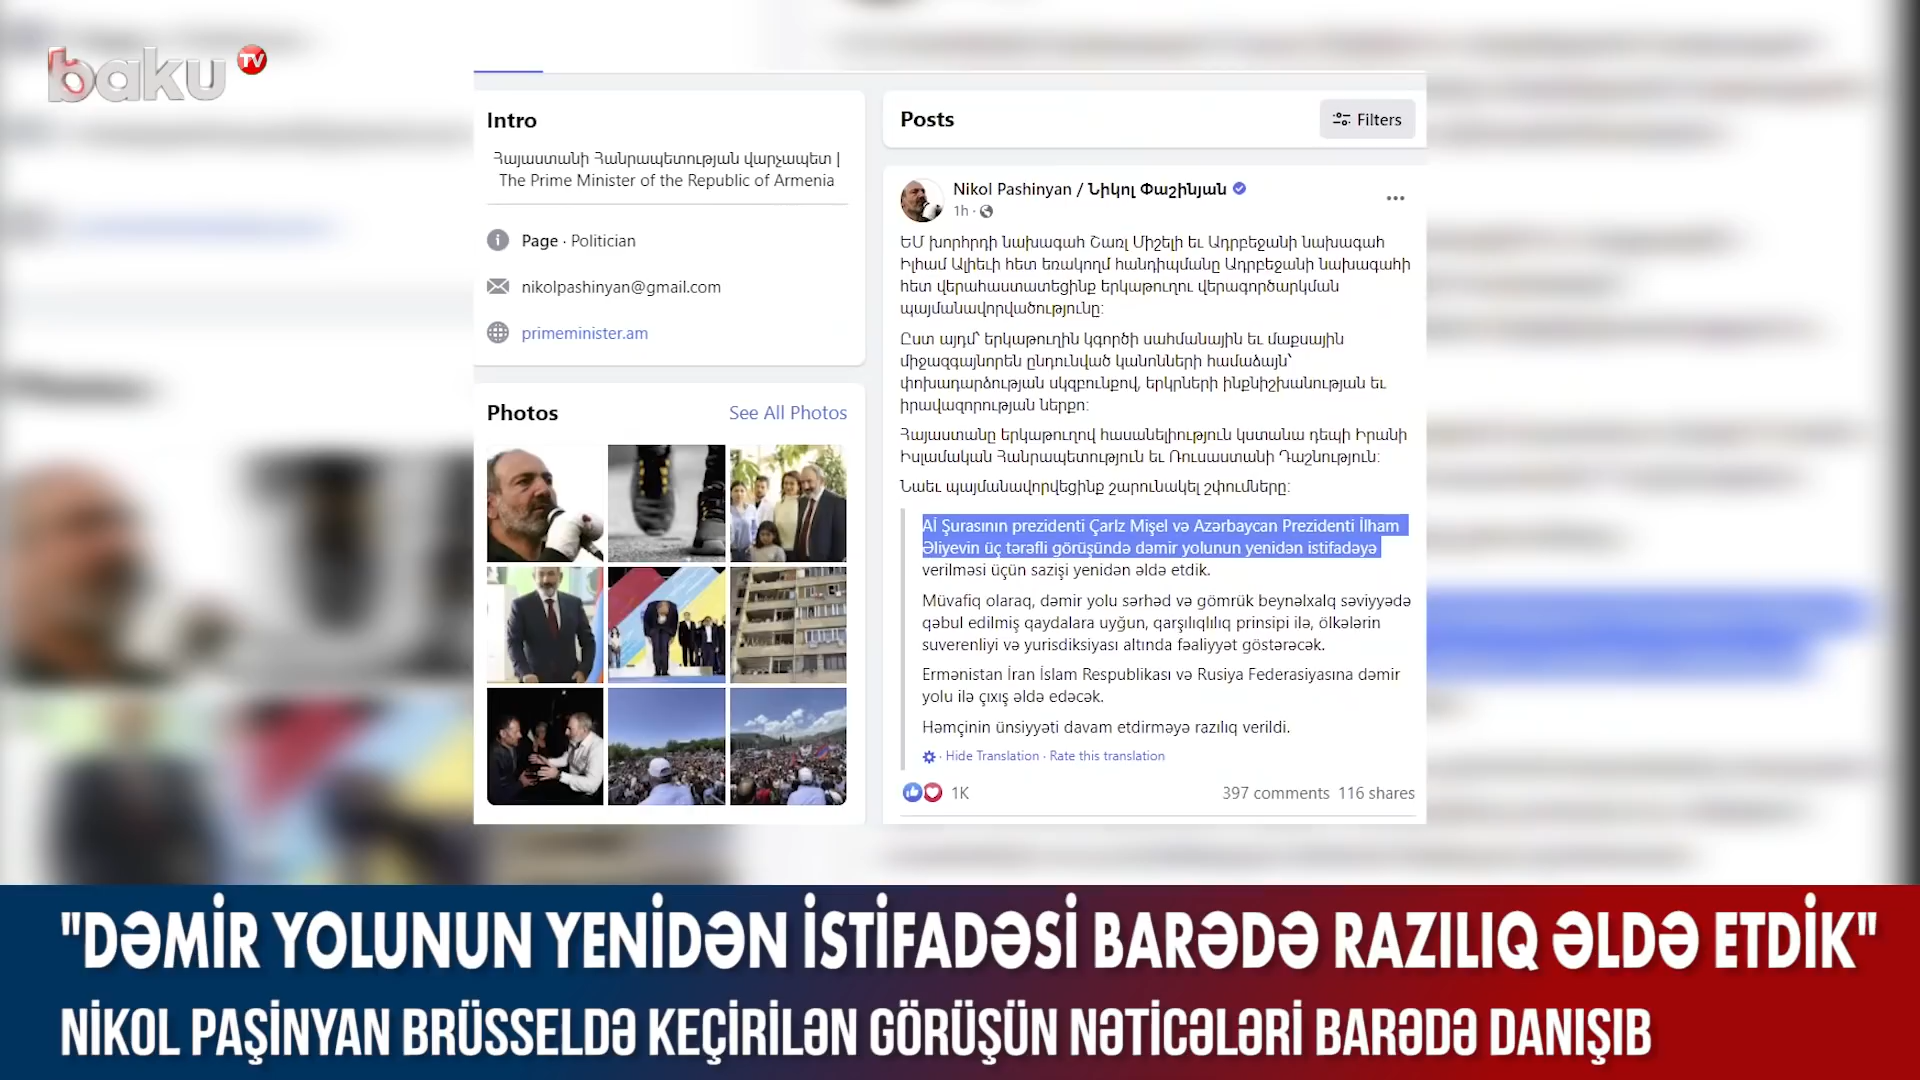 baku TV
Intro
Հայաստանի Հանրապետության վարչապետ |
The Prime Minister of the Republic of Armenia
Page · Politician
nikolpashinyan@gmail.com
primeminister.am
Photos
See All Photos
Posts
Filters
Nikol Pashinyan / Նիկոլ Փաշինյան
1h ·
ԵՄ խորհրդի նախագահ Շառլ Միշելի եւ Ադրբեջանի նախագահ
Իլհամ Ալիեւի հետ եռակողմ հանդիպմանը Ադրբեջանի նախագահի
հետ վերահաստատեցինք երկաթուղու վերագործարկման
պայմանավորվածությունը։
Ըստ այդմ՝ երկաթուղին կգործի սահմանային եւ մաքսային
միջազգայնորեն ընդունված կանոնների համաձայն՝
փոխադարձության սկզբունքով, երկրների ինքնիշխանության եւ
իրավազորության ներքո։
Հայաստանը երկաթուղով հասանելիություն կստանա դեպի Իրանի
Իսլամական Հանրապետություն եւ Ռուսաստանի Դաշնություն։
Նաեւ պայմանավորվեցինք շարունակել շփումները։
Aİ Şurasının prezidenti Çarlz Mişel və Azərbaycan Prezidenti İlham
Əliyevin üç tərəfli görüşündə dəmir yolunun yenidən istifadəyə
verilməsi üçün sazişi yenidən əldə etdik.
Müvafiq olaraq, dəmir yolu sərhəd və gömrük beynəlxalq səviyyədə
qəbul edilmiş qaydalara uyğun, qarşılıqlılıq prinsipi ilə, ölkələrin
suverenliyi və yurisdiksiyası altında fəaliyyət göstərəcək.
Ermənistan İran İslam Respublikası və Rusiya Federasiyasına dəmir
yolu ilə çıxış əldə edəcək.
Həmçinin ünsiyyəti davam etdirməyə razılıq verildi.
· Hide Translation · Rate this translation
1K
397 comments 116 shares
"DƏMİR YOLUNUN YENİDƏN İSTİFADƏSİ BARƏDƏ RAZILIQ ƏLDƏ ETDİK"
NİKOL PAŞİNYAN BRÜSSELDƏ KEÇİRİLƏN GÖRÜŞÜN NƏTİCƏLƏRİ BARƏDƏ DANIŞIB